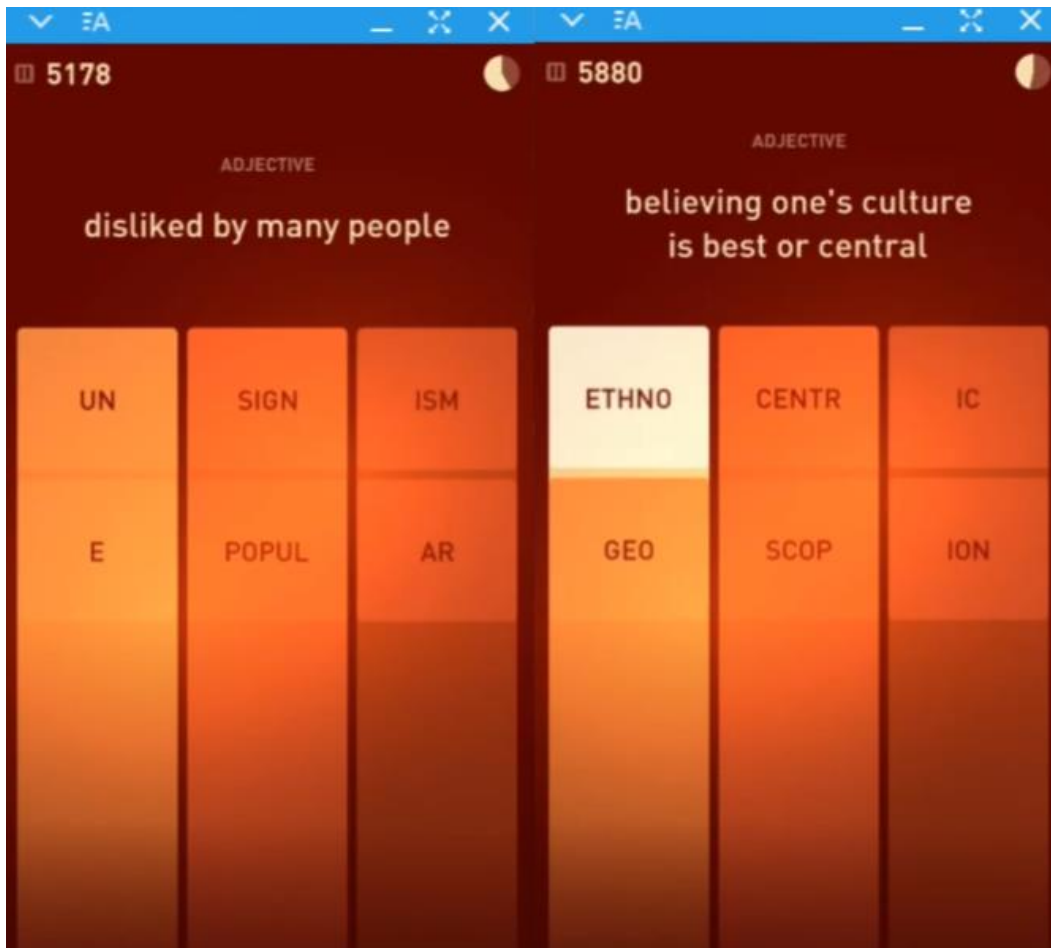 5178
ADJECTIVE
disliked by many people
UN
SIGN
ISM
E
POPUL
AR
5880
ADJECTIVE
believing one's culture
is best or central
ETHNO
CENTR
IC
GEO
SCOP
ION